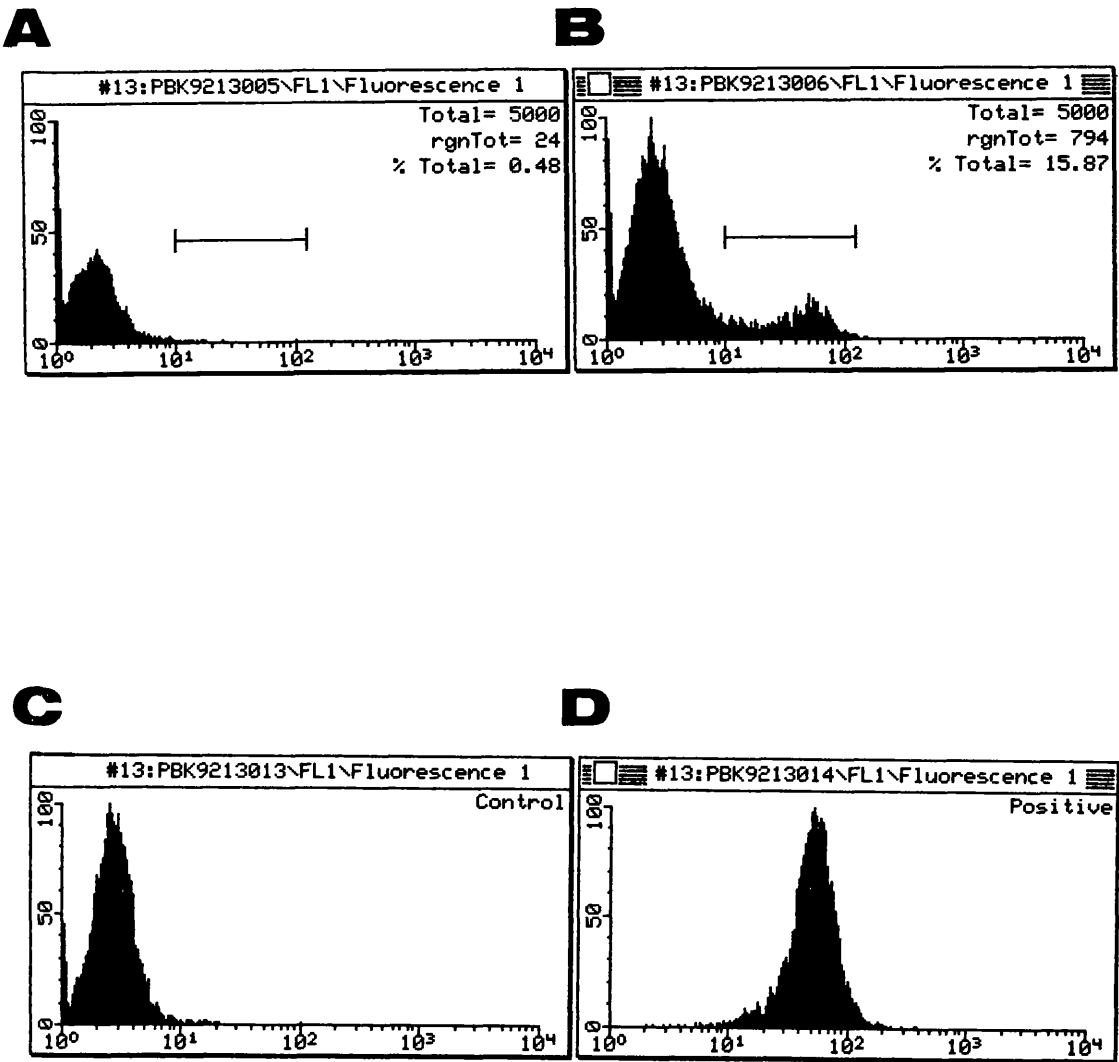 A
B
#13:PBK9213005\FL1\Fluorescence 1
Total= 5000
rgnTot= 24
% Total= 0.48
100
50
0
10⁰ 10¹ 10² 10³ 10⁴
#13:PBK9213006\FL1\Fluorescence 1
Total= 5000
rgnTot= 794
% Total= 15.87
100
50
0
10⁰ 10¹ 10² 10³ 10⁴
C
D
#13:PBK9213013\FL1\Fluorescence 1
Control
100
50
0
10⁰ 10¹ 10² 10³ 10⁴
#13:PBK9213014\FL1\Fluorescence 1
Positive
100
50
0
10⁰ 10¹ 10² 10³ 10⁴